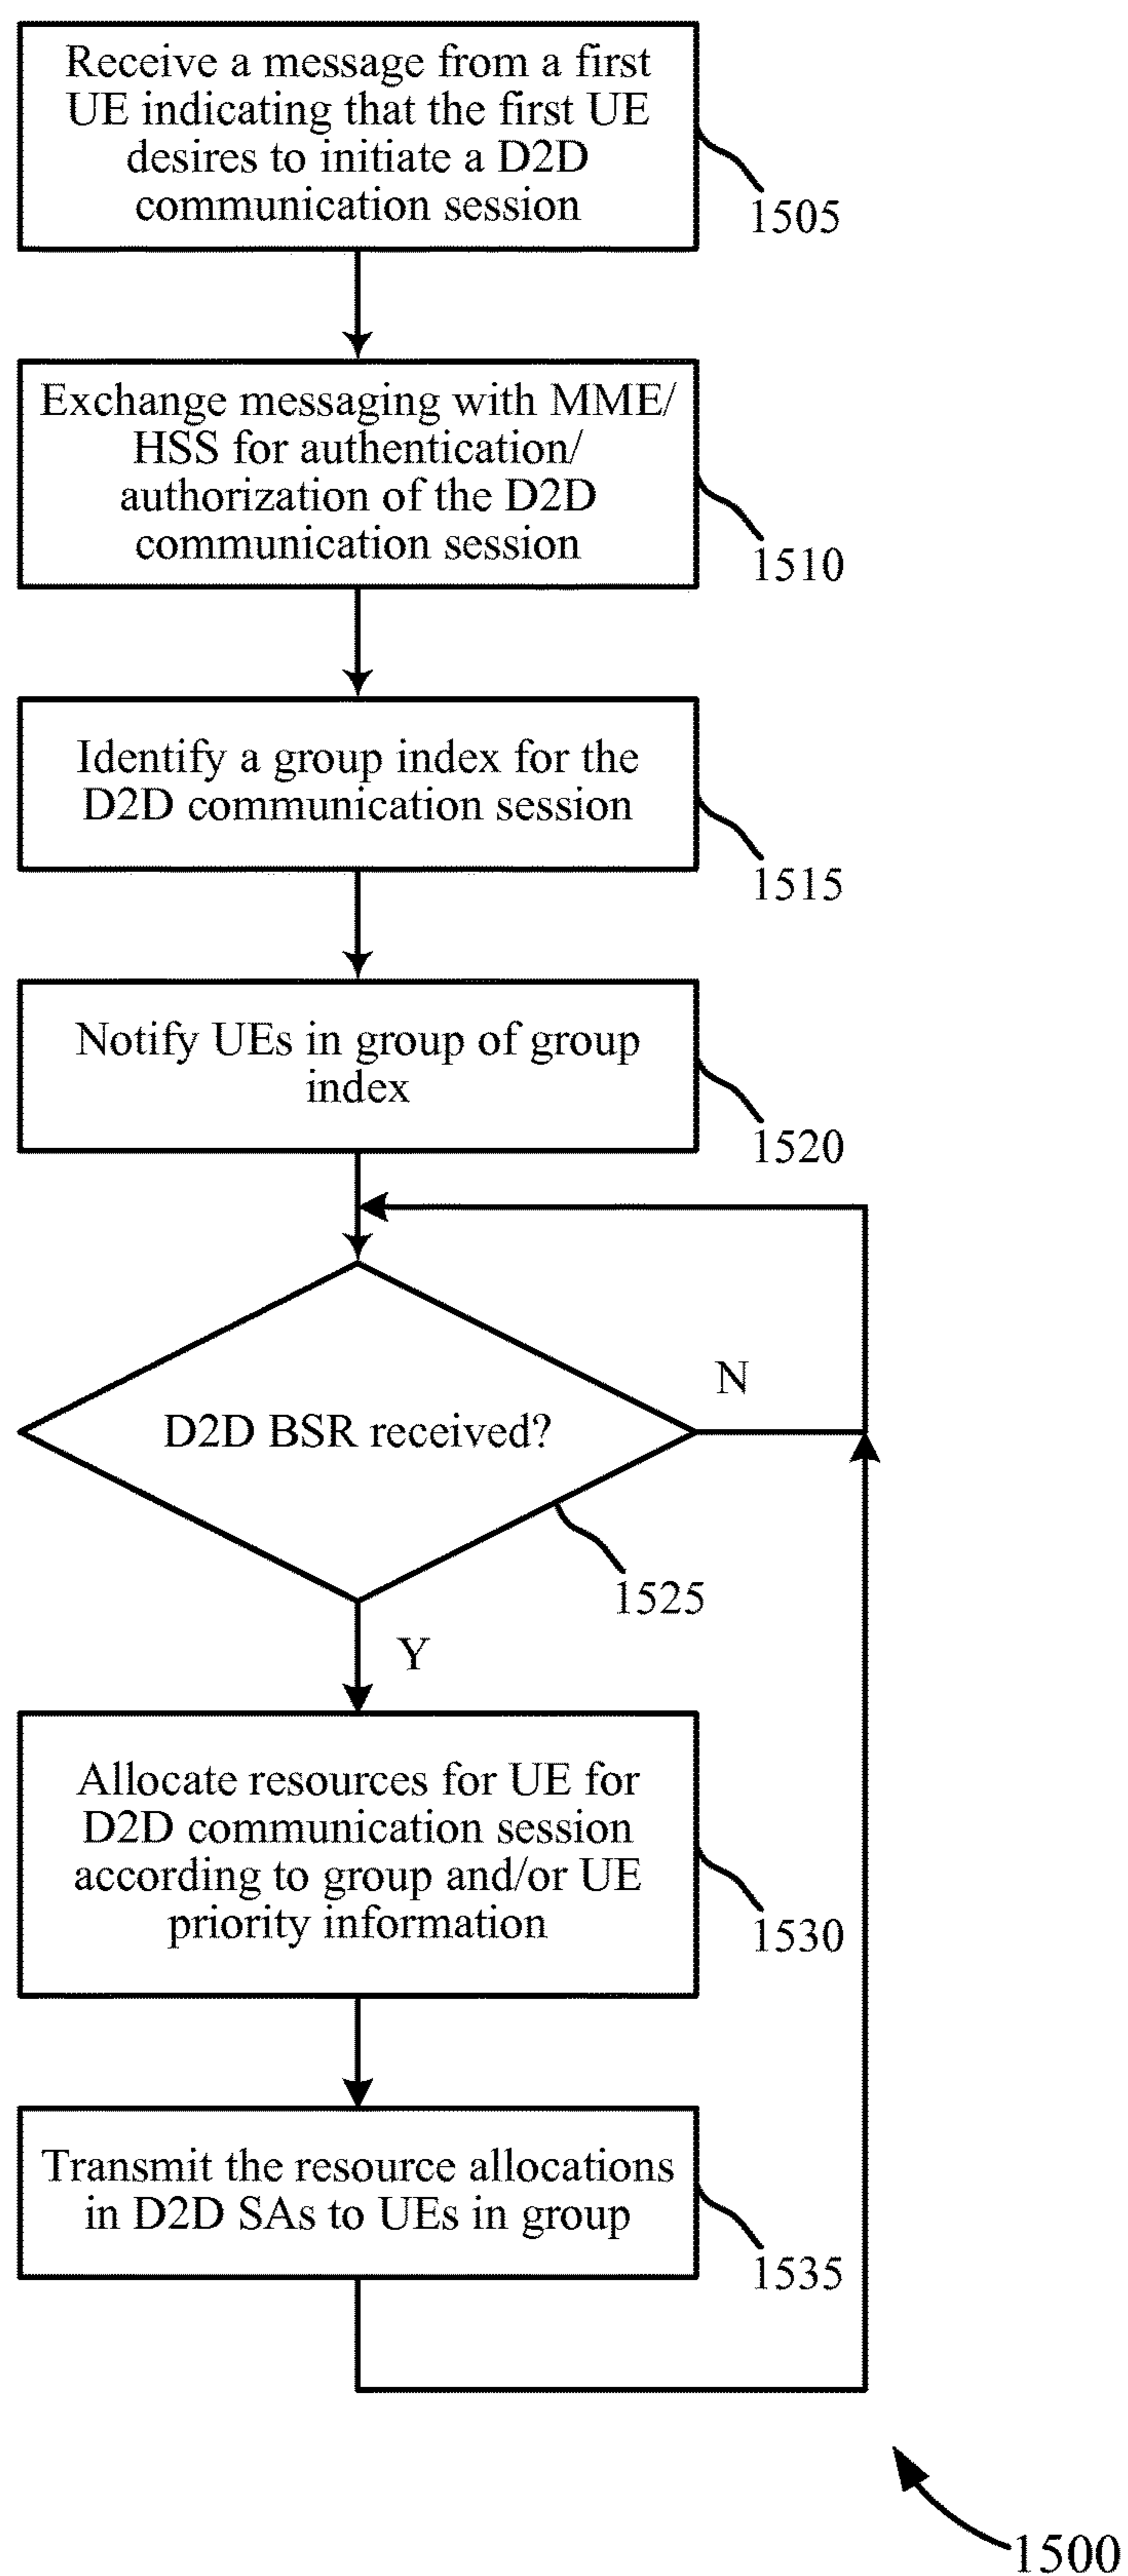 Receive a message from a first
UE indicating that the first UE
desires to initiate a D2D
communication session
1505
Exchange messaging with MME/
HSS for authentication/
authorization of the D2D
communication session
1510
Identify a group index for the
D2D communication session
1515
Notify UEs in group of group
index
1520
N
D2D BSR received?
1525
Y
Allocate resources for UE for
D2D communication session
according to group and/or UE
priority information
1530
Transmit the resource allocations
in D2D SAs to UEs in group
1535
1500